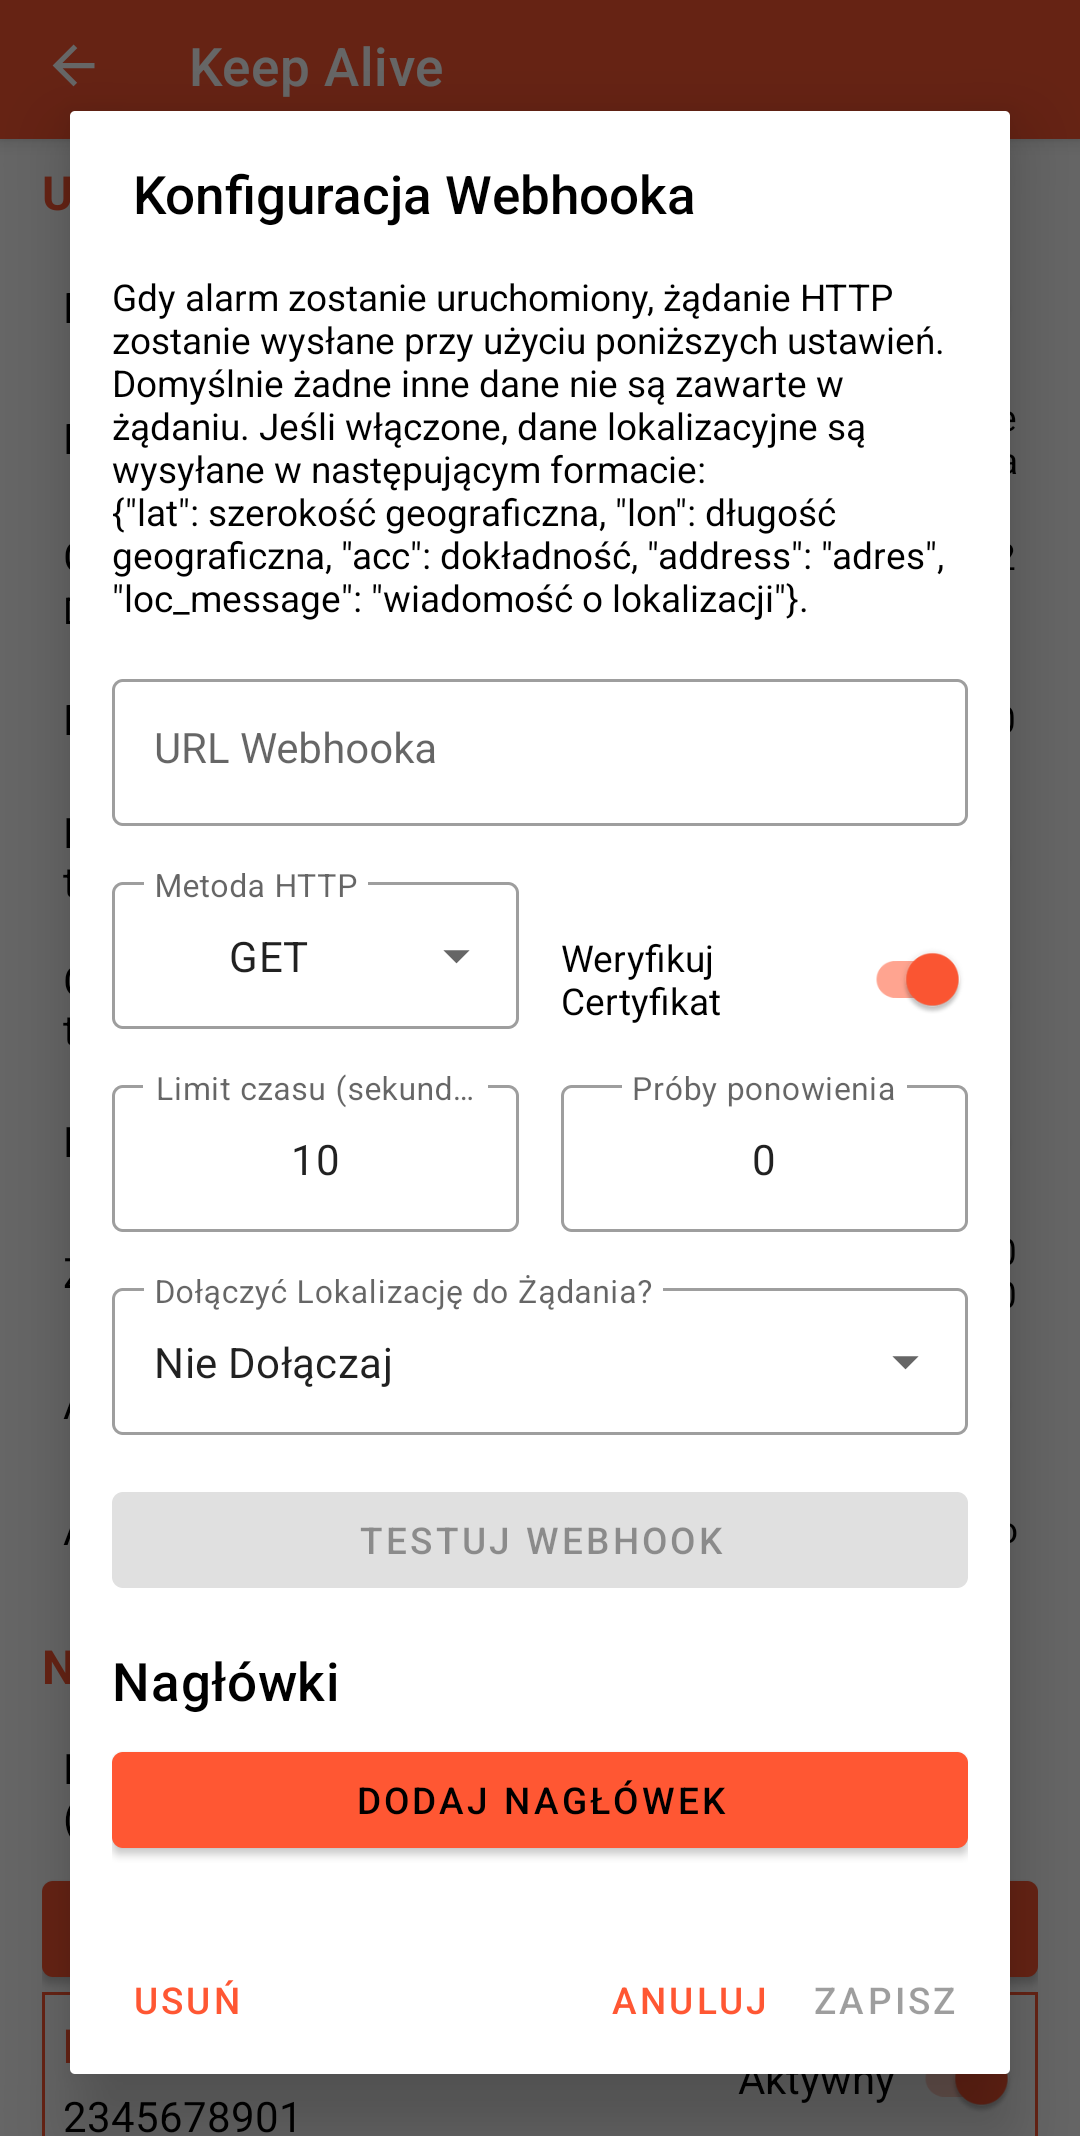 Keep Alive
Konfiguracja Webhooka
Gdy alarm zostanie uruchomiony, żądanie HTTP
zostanie wysłane przy użyciu poniższych ustawień.
Domyślnie żadne inne dane nie są zawarte w
żądaniu. Jeśli włączone, dane lokalizacyjne są
wysyłane w następującym formacie:
{"lat": szerokość geograficzna, "lon": długość
geograficzna, "acc": dokładność, "address": "adres",
"loc_message": "wiadomość o lokalizacji"}.
URL Webhooka
Metoda HTTP
GET
Weryfikuj
Certyfikat
Limit czasu (sekund...
10
Próby ponowienia
0
Dołączyć Lokalizację do Żądania?
Nie Dołączaj
TESTUJ WEBHOOK
Nagłówki
DODAJ NAGŁÓWEK
USUŃ
ANULUJ
ZAPISZ
Aktywny
2345678901